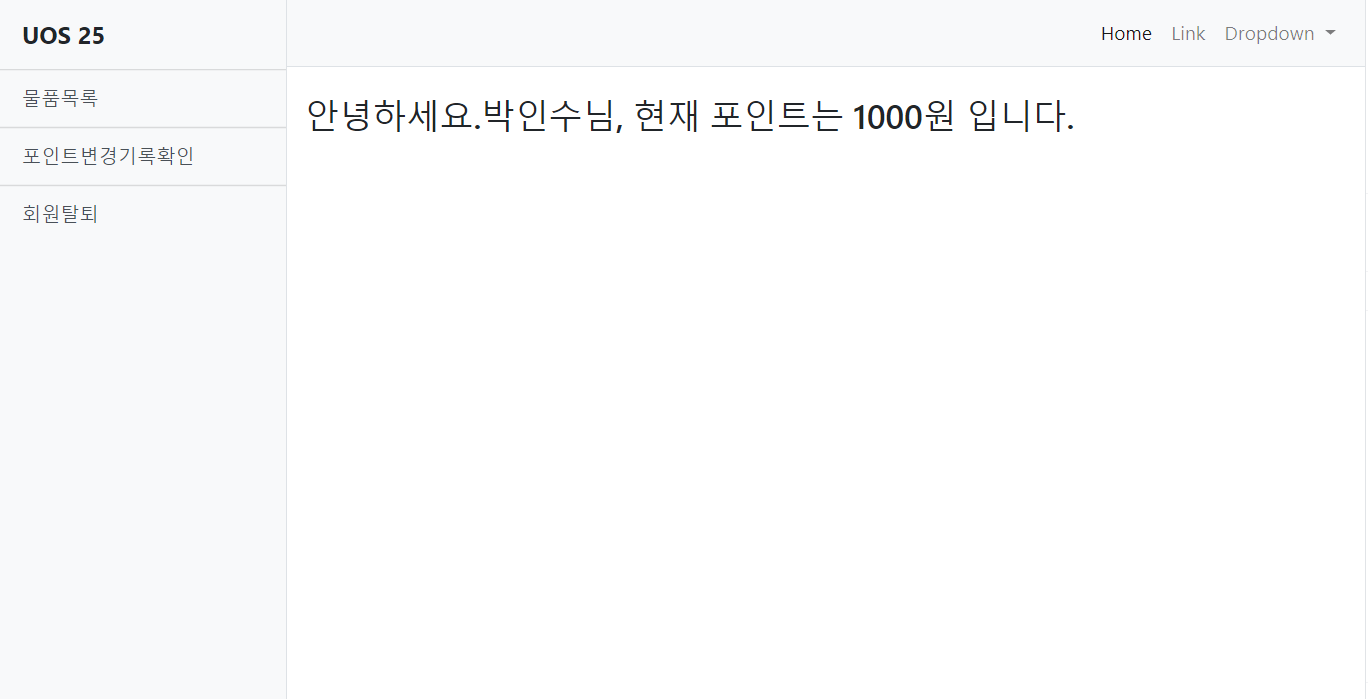 UOS 25
Home Link Dropdown
물품목록
포인트변경기록확인
회원탈퇴
안녕하세요.박인수님, 현재 포인트는 1000원 입니다.